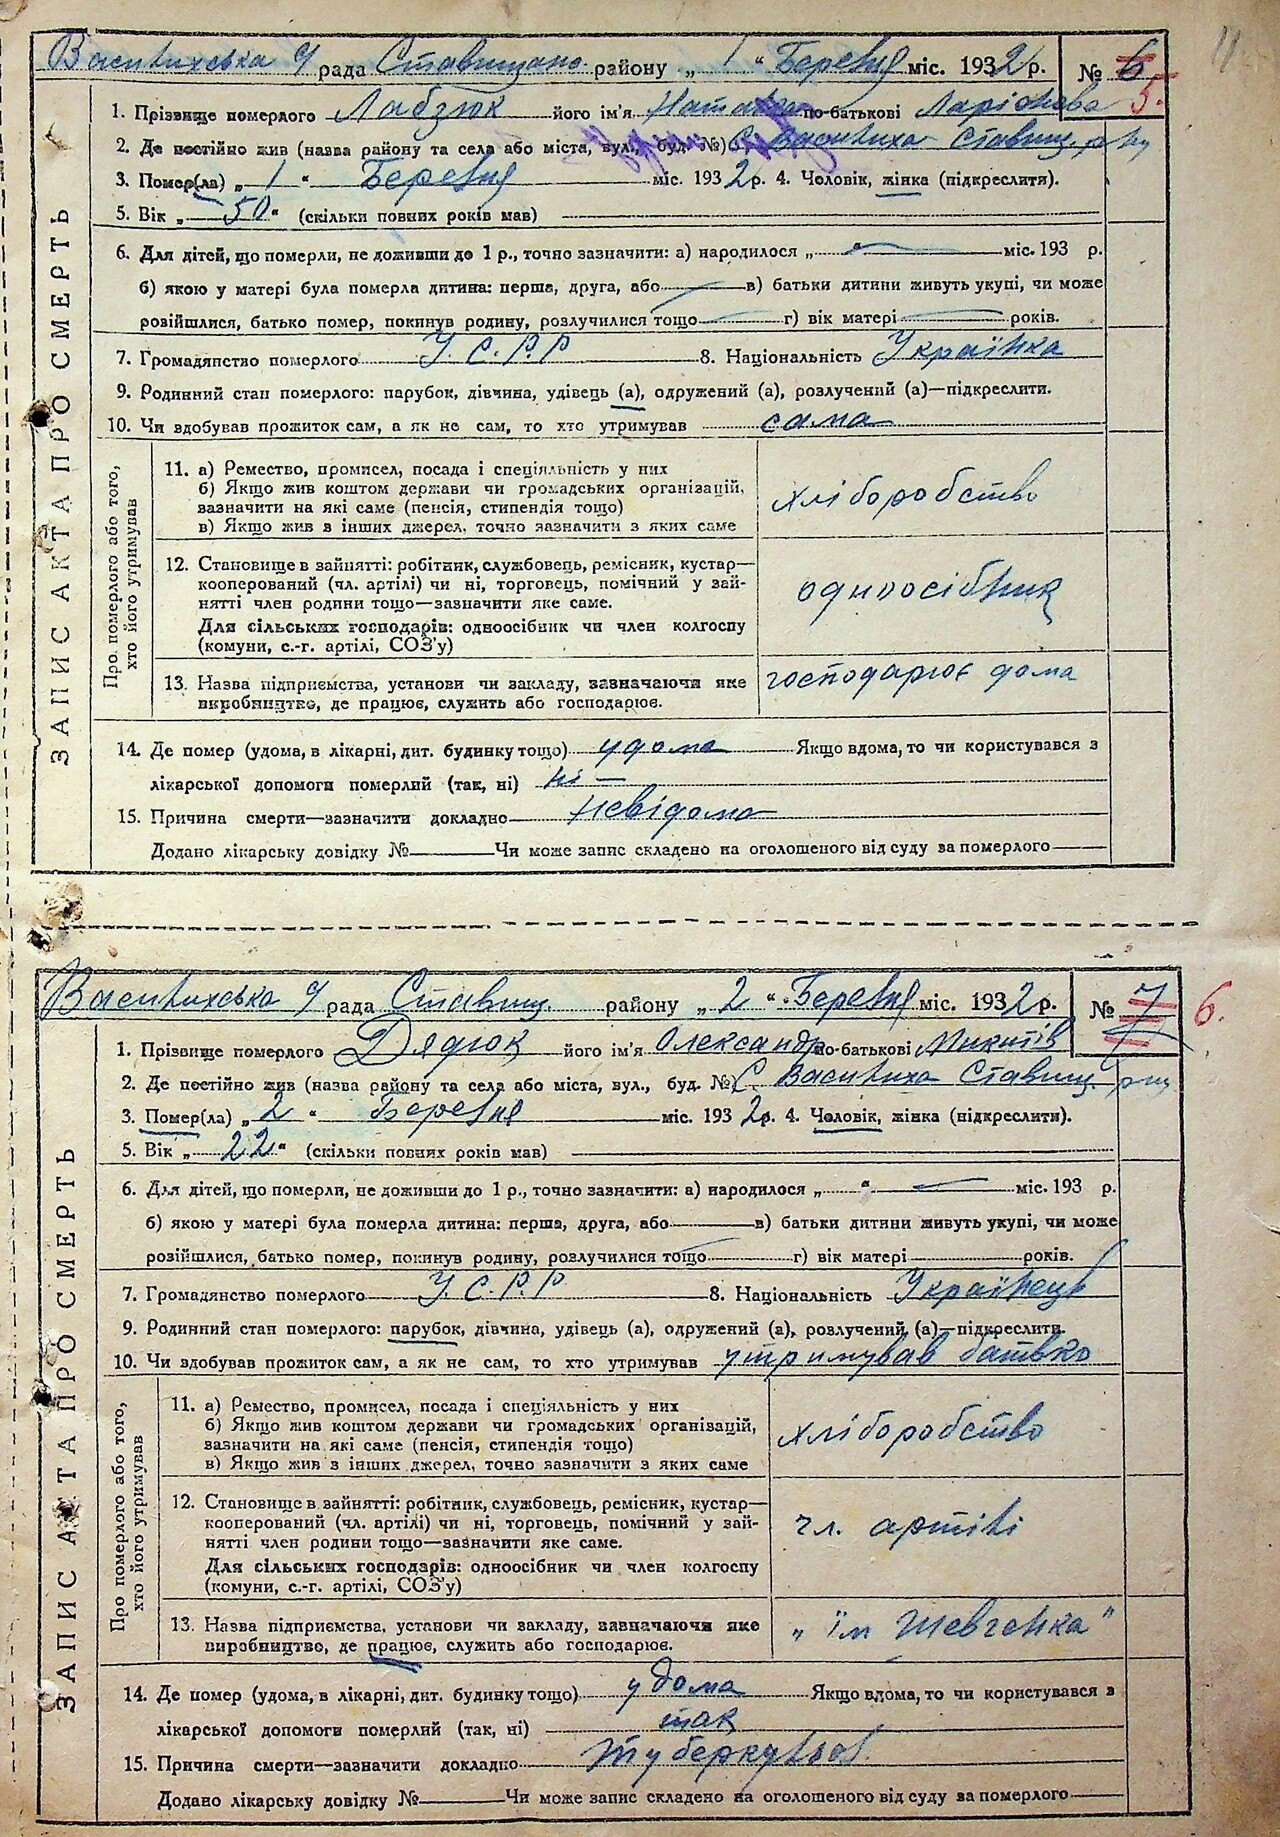 11
Василихська с/рада Ставищано району „ 1 “ Березня міс. 1932 р. № 6
5.
ЗАПИС АКТА ПРО СМЕРТЬ
1. Прізвище померлого Лабзюк його ім'я по-батькові Ларіонова
2. Де постійно жив (назва району та села або міста, вул., буд. №) С. Василиха Ставищ. р-ну
3. Помер(ла) „ 1 “ Березня міс. 1932 р. 4. Чоловік, жінка (підкреслити).
5. Вік „ 50 “ (скільки повних років мав)
6. Для дітей, що померли, не доживши до 1 р., точно зазначити: а) народилося „ “ міс. 193 р.
б) якою у матері була померла дитина: перша, друга, або в) батьки дитини живуть укупі, чи може
розійшлися, батько помер, покинув родину, розлучилися тощо г) вік матері років.
7. Громадянство померлого У.С.Р.Р 8. Національність Українка
9. Родинний стан померлого: парубок, дівчина, удівець (а), одружений (а), розлучений (а)—підкреслити.
10. Чи здобував прожиток сам, а як не сам, то хто утримував сама
Про померлого або того,
хто його утримував
11. а) Ремество, промисел, посада і спеціяльність у них
б) Якщо жив коштом держави чи громадських організацій,
зазначити на які саме (пенсія, стипендія тощо)
в) Якщо жив з інших джерел, точно зазначити з яких саме
хліборобство
12. Становище в зайнятті: робітник, службовець, ремісник, кустар—
кооперований (чл. артілі) чи ні, торговець, помічний у зай-
нятті член родини тощо—зазначити яке саме.
Для сільських господарів: одноосібник чи член колгоспу
(комуни, с.-г. артілі, СОЗ'у)
одноосібник
13. Назва підприємства, установи чи закладу, зазначаючи яке
виробництво, де працює, служить або господарює.
господарює дома
14. Де помер (удома, в лікарні, дит. будинку тощо) удома Якщо вдома, то чи користувався з
лікарської допомоги померлий (так, ні) ні —
15. Причина смерти—зазначити докладно невідома
Додано лікарську довідку № Чи може запис складено на оголошеного від суду за померлого
Василихська с/рада Ставищ. району „ 2 “ Березня міс. 1932 р. № 7
6.
ЗАПИС АКТА ПРО СМЕРТЬ
1. Прізвище померлого Дядюк його ім'я Олександр по-батькові Микитів
2. Де постійно жив (назва району та села або міста, вул., буд. №) С. Василиха Ставищ. р-ну
3. Помер(ла) „ 2 “ Березня міс. 1932 р. 4. Чоловік, жінка (підкреслити).
5. Вік „ 22 “ (скільки повних років мав)
6. Для дітей, що померли, не доживши до 1 р., точно зазначити: а) народилося „ “ міс. 193 р.
б) якою у матері була померла дитина: перша, друга, або в) батьки дитини живуть укупі, чи може
розійшлися, батько помер, покинув родину, розлучилися тощо г) вік матері років.
7. Громадянство померлого У.С.Р.Р 8. Національність Українець
9. Родинний стан померлого: парубок, дівчина, удівець (а), одружений (а), розлучений (а)—підкреслити.
10. Чи здобував прожиток сам, а як не сам, то хто утримував утримував батько
Про померлого або того,
хто його утримував
11. а) Ремество, промисел, посада і спеціяльність у них
б) Якщо жив коштом держави чи громадських організацій,
зазначити на які саме (пенсія, стипендія тощо)
в) Якщо жив з інших джерел, точно зазначити з яких саме
хліборобство
12. Становище в зайнятті: робітник, службовець, ремісник, кустар—
кооперований (чл. артілі) чи ні, торговець, помічний у зай-
нятті член родини тощо—зазначити яке саме.
Для сільських господарів: одноосібник чи член колгоспу
(комуни, с.-г. артілі, СОЗ'у)
чл. артілі
13. Назва підприємства, установи чи закладу, зазначаючи яке
виробництво, де працює, служить або господарює.
„ їм Шевченка “
14. Де помер (удома, в лікарні, дит. будинку тощо) удома Якщо вдома, то чи користувався з
лікарської допомоги померлий (так, ні) так
15. Причина смерти—зазначити докладно туберкульоз
Додано лікарську довідку № Чи може запис складено на оголошеного від суду за померлого